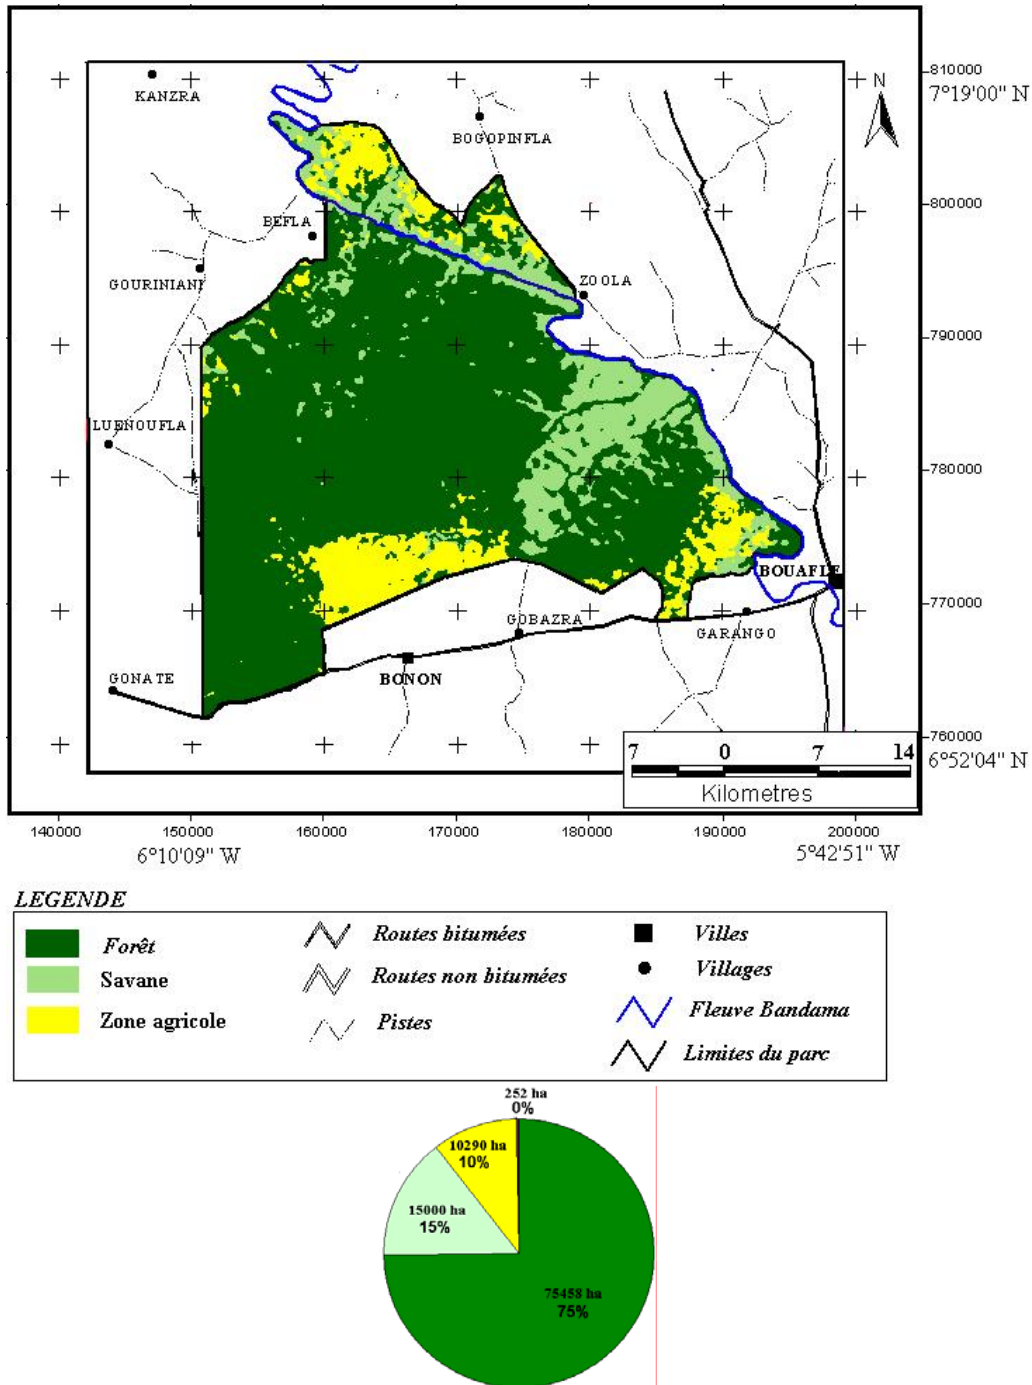 810000
7°19'00" N
N
KANZRA
BOGOPINFLA
800000
BEFLA
GOURINIANI
ZOOLA
790000
LUENOUFLA
780000
BOUAFLE
770000
GOBAZRA
GARANGO
GONATE
BONON
760000
6°52'04" N
7 0 7 14
Kilometres
140000 150000 160000 170000 180000 190000 200000
6°10'09" W 5°42'51" W
LEGENDE
Forêt Routes bitumées Villes
Savane Routes non bitumées Villages
Zone agricole Pistes Fleuve Bandama
Limites du parc
252 ha
0%
10290 ha
10%
15000 ha
15%
75458 ha
75%